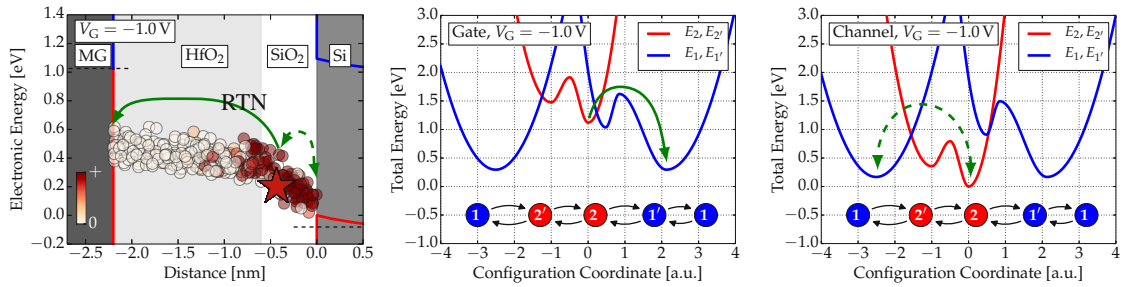 1.4
1.2
1.0
0.8
0.6
0.4
0.2
0.0
−0.2
Electronic Energy [eV]
V_G = −1.0 V
MG
HfO₂
SiO₂
Si
RTN
+
0
−2.5 −2.0 −1.5 −1.0 −0.5 0.0 0.5
Distance [nm]
3.0
2.5
2.0
1.5
1.0
0.5
0.0
−0.5
−1.0
Total Energy [eV]
Gate, V_G = −1.0 V
E₂, E₂′
E₁, E₁′
1 2′ 2 1′ 1
−4 −3 −2 −1 0 1 2 3 4
Configuration Coordinate [a.u.]
3.0
2.5
2.0
1.5
1.0
0.5
0.0
−0.5
−1.0
Total Energy [eV]
Channel, V_G = −1.0 V
E₂, E₂′
E₁, E₁′
1 2′ 2 1′ 1
−4 −3 −2 −1 0 1 2 3 4
Configuration Coordinate [a.u.]